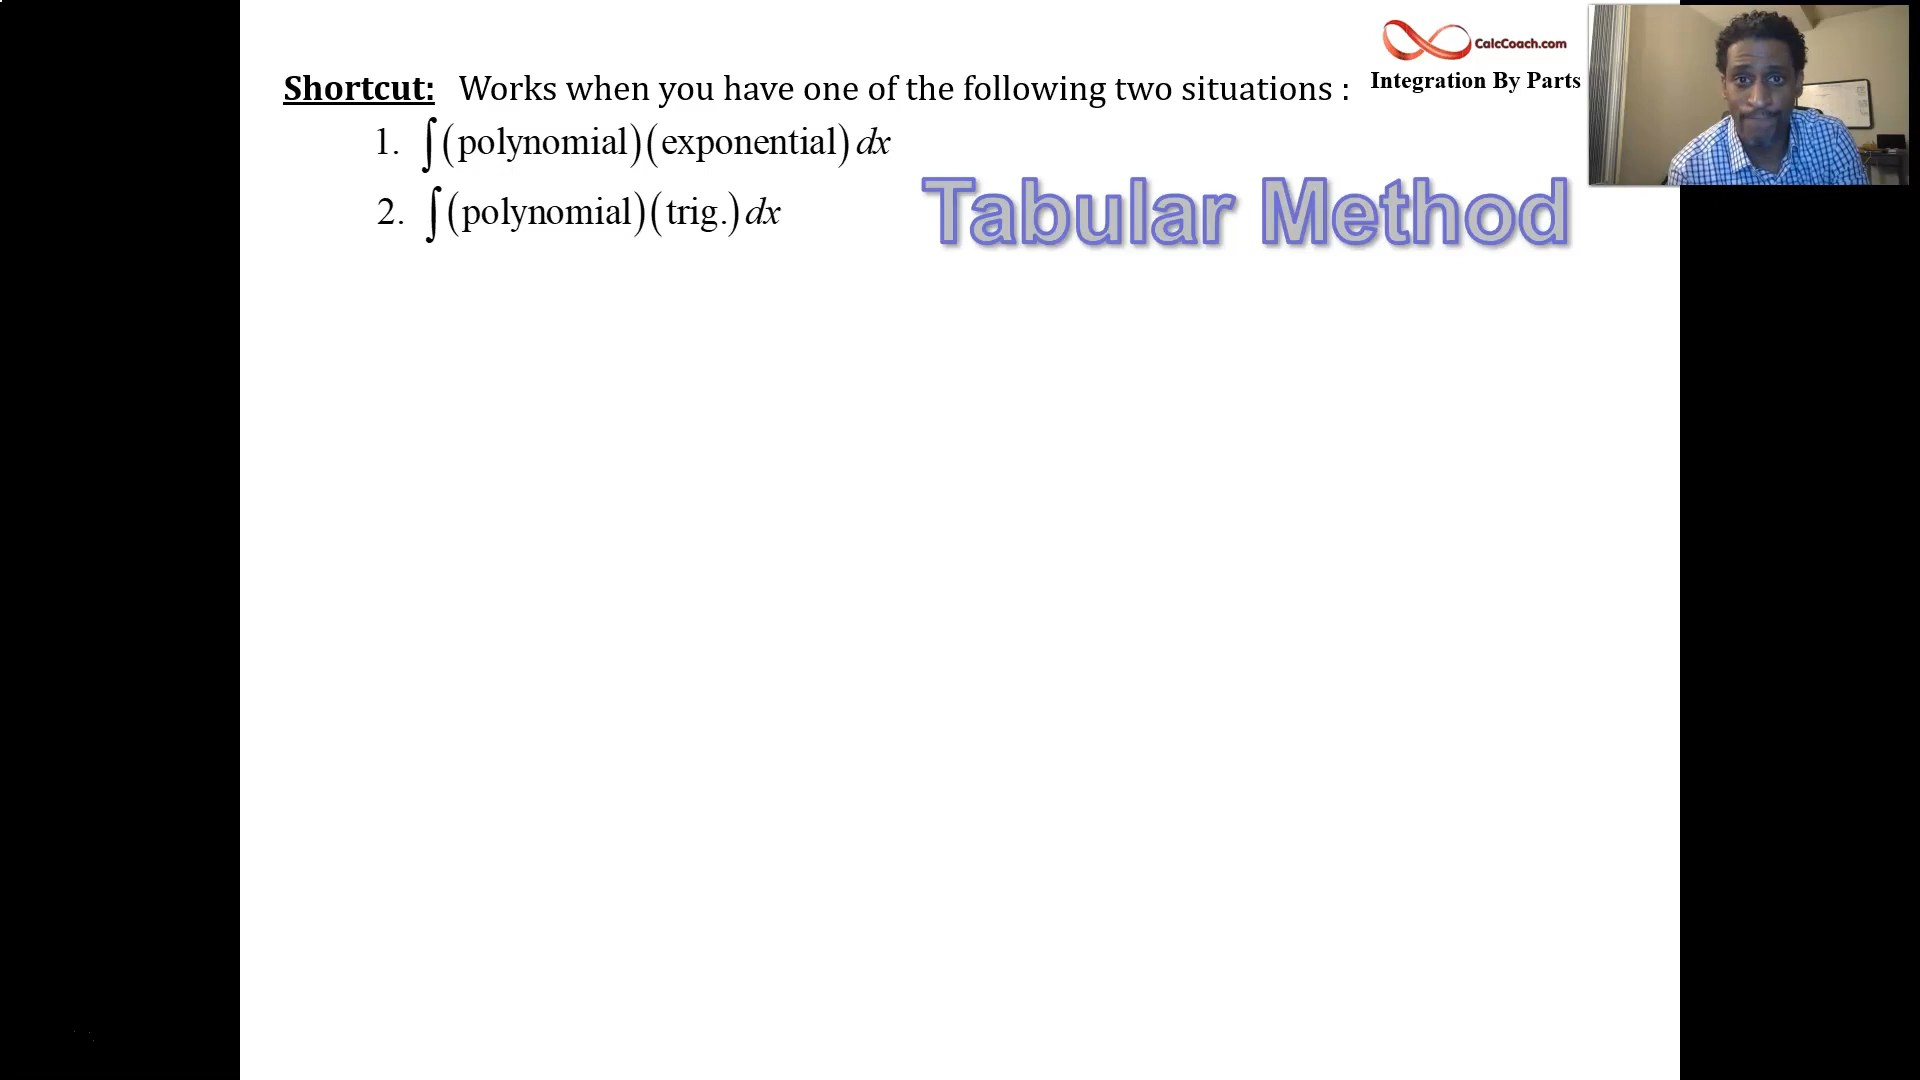 CalcCoach.com
Integration By Parts
Shortcut: Works when you have one of the following two situations :
1. ∫(polynomial)(exponential)dx
2. ∫(polynomial)(trig.)dx
Tabular Method